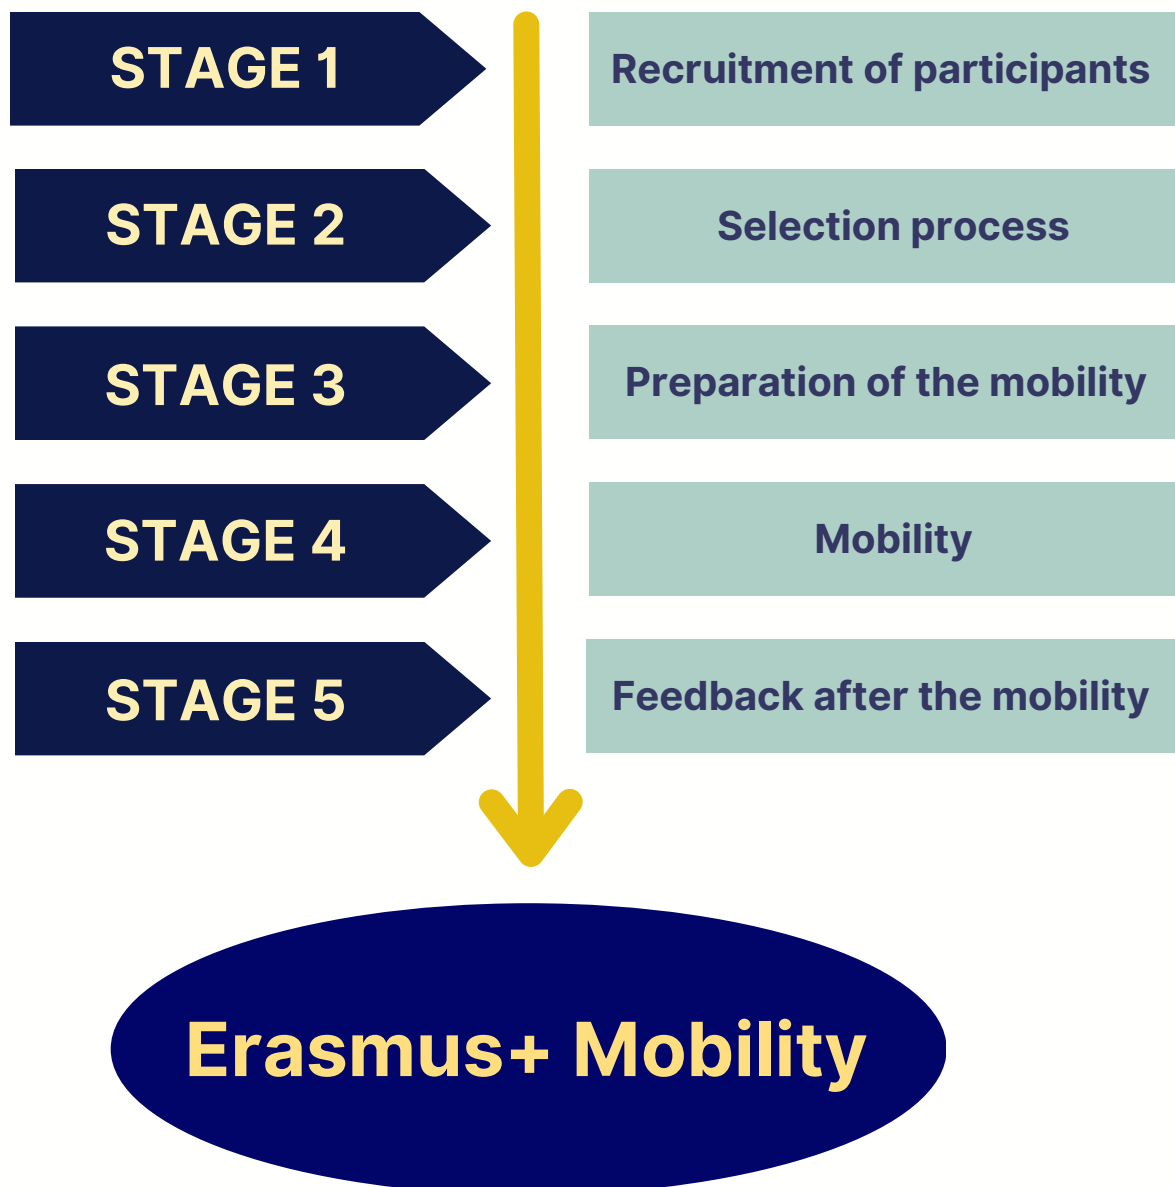 STAGE 1
Recruitment of participants
STAGE 2
Selection process
STAGE 3
Preparation of the mobility
STAGE 4
Mobility
STAGE 5
Feedback after the mobility
Erasmus+ Mobility